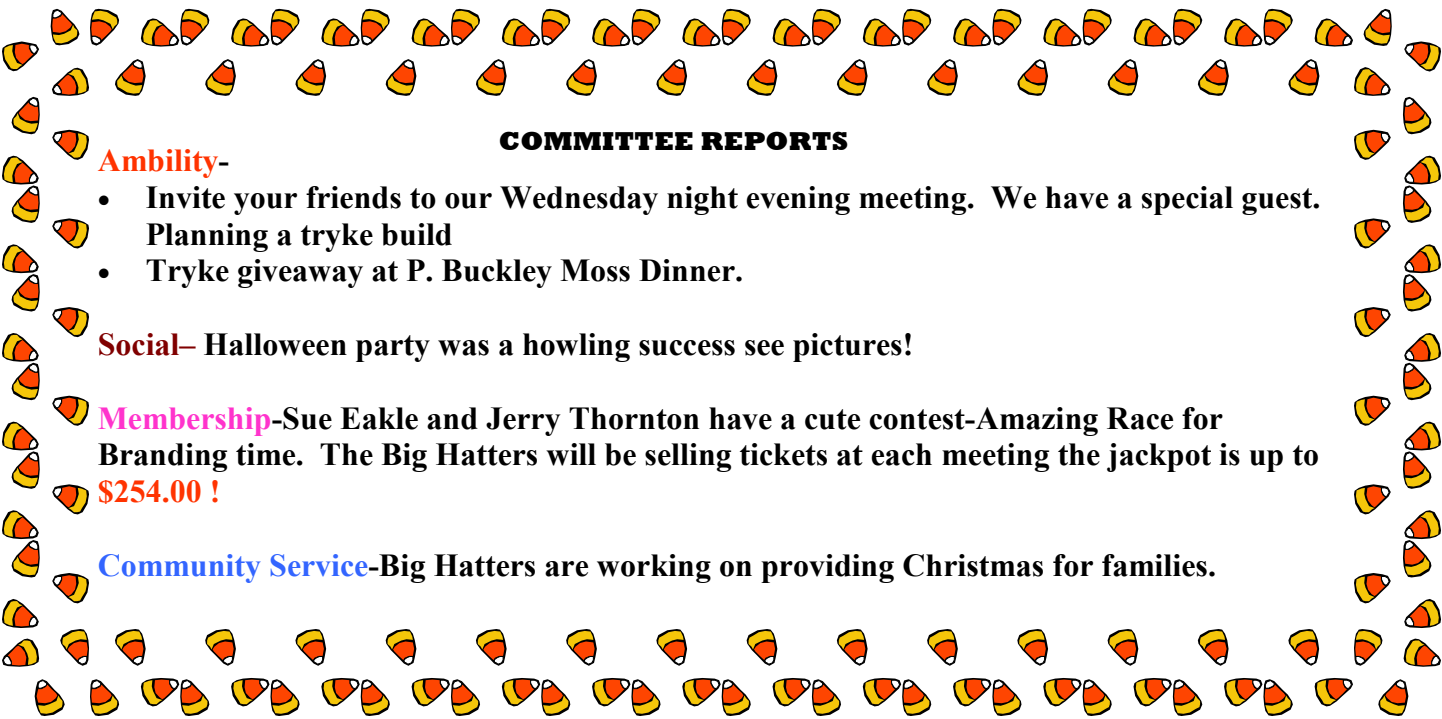 COMMITTEE REPORTS
Ambility-
• Invite your friends to our Wednesday night evening meeting.  We have a special guest.
Planning a tryke build
• Tryke giveaway at P. Buckley Moss Dinner.
Social– Halloween party was a howling success see pictures!
Membership-Sue Eakle and Jerry Thornton have a cute contest-Amazing Race for
Branding time.  The Big Hatters will be selling tickets at each meeting the jackpot is up to
$254.00 !
Community Service-Big Hatters are working on providing Christmas for families.